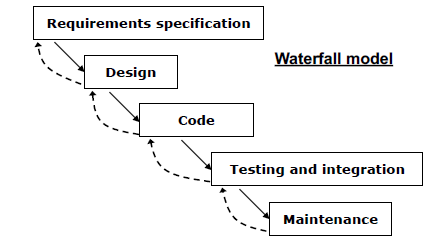 Requirements specification
Waterfall model
Design
Code
Testing and integration
Maintenance